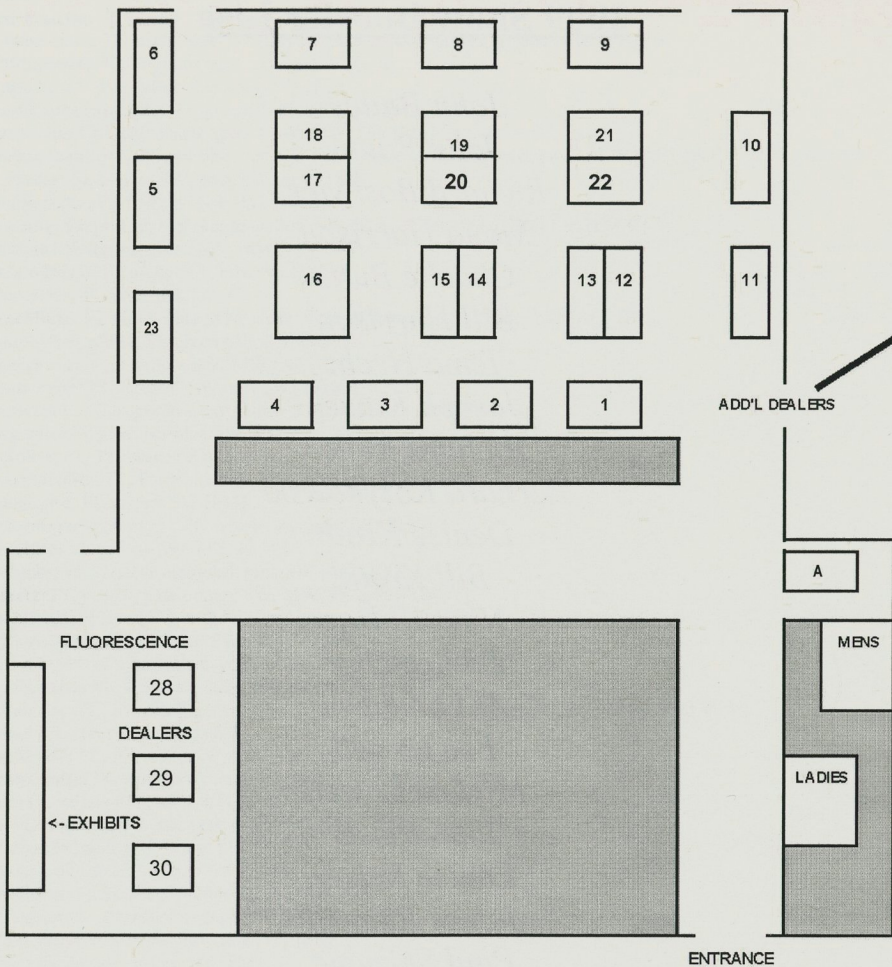 6 7 8 9
18 19 21 10
5 17 20 22
16 15 14 13 12 11
23
4 3 2 1 ADD'L DEALERS
A
FLUORESCENCE MENS
28
DEALERS
29 LADIES
<-EXHIBITS
30
ENTRANCE